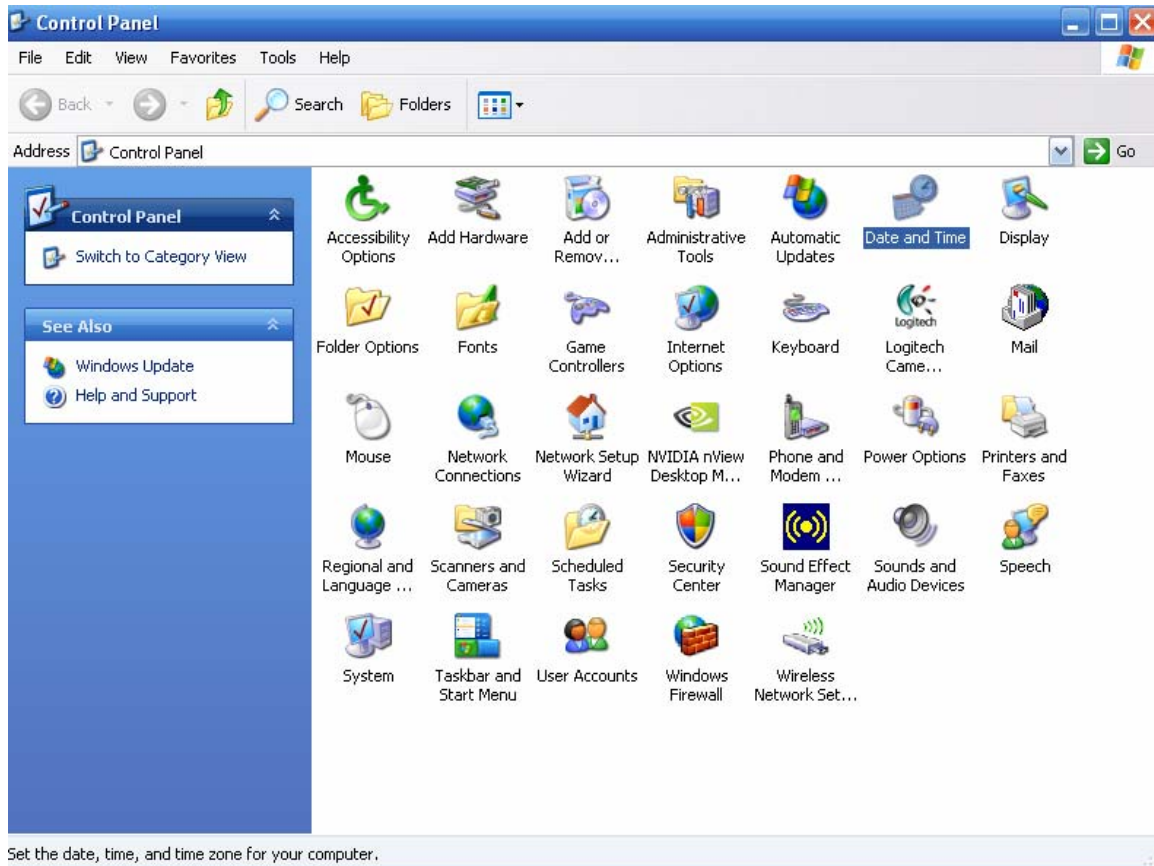 Control Panel
File Edit View Favorites Tools Help
Back Search Folders
Address Control Panel Go
Control Panel
Switch to Category View
See Also
Windows Update
Help and Support
Accessibility Options
Add Hardware
Add or Remov...
Administrative Tools
Automatic Updates
Date and Time
Display
Folder Options
Fonts
Game Controllers
Internet Options
Keyboard
Logitech
Logitech Came...
Mail
Mouse
Network Connections
Network Setup Wizard
NVIDIA nView Desktop M...
Phone and Modem ...
Power Options
Printers and Faxes
Regional and Language ...
Scanners and Cameras
Scheduled Tasks
Security Center
Sound Effect Manager
Sounds and Audio Devices
Speech
System
Taskbar and Start Menu
User Accounts
Windows Firewall
Wireless Network Set...
Set the date, time, and time zone for your computer.